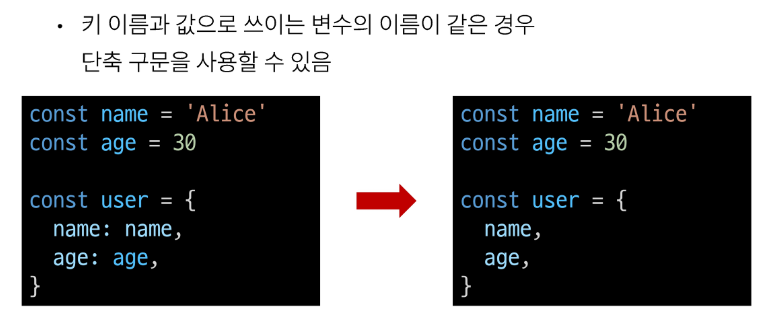 • 키 이름과 값으로 쓰이는 변수의 이름이 같은 경우
단축 구문을 사용할 수 있음
const name = 'Alice'
const age = 30

const user = {
  name: name,
  age: age,
}
const name = 'Alice'
const age = 30

const user = {
  name,
  age,
}